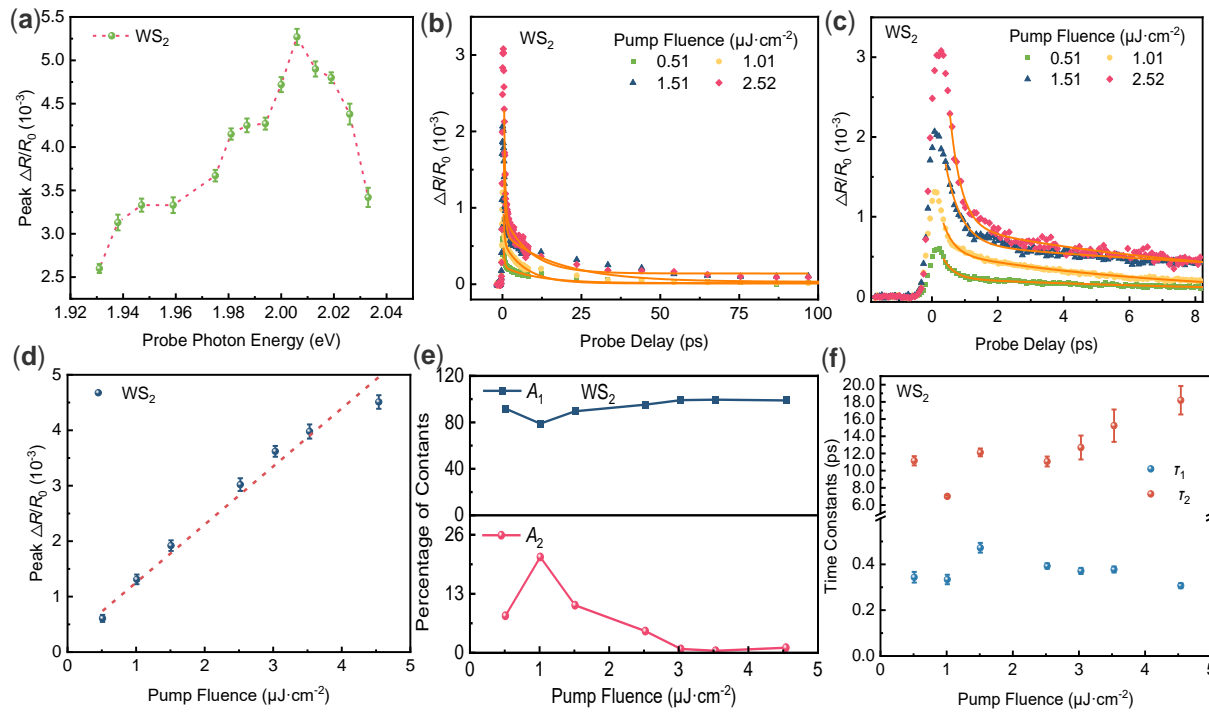 (a)
WS2
Peak △R/R0 (10-3)
5.5
5.0
4.5
4.0
3.5
3.0
2.5
1.92 1.94 1.96 1.98 2.00 2.02 2.04
Probe Photon Energy (eV)
(b)
WS2
Pump Fluence (μJ·cm-2)
0.51 1.01
1.51 2.52
△R/R0 (10-3)
3
2
1
0
0 25 50 75 100
Probe Delay (ps)
(c)
WS2
Pump Fluence (μJ·cm-2)
0.51 1.01
1.51 2.52
△R/R0 (10-3)
3
2
1
0
0 2 4 6 8
Probe Delay (ps)
(d)
WS2
Peak △R/R0 (10-3)
5
4
3
2
1
0
0 1 2 3 4 5
Pump Fluence (μJ·cm-2)
(e)
A1 WS2
Percentage of Contants
120
80
40
0
A2
26
13
0
0 1 2 3 4 5
Pump Fluence (μJ·cm-2)
(f)
WS2
Time Constants (ps)
20.0
18.0
16.0
14.0
12.0
10.0
8.0
6.0
0.4
0.2
0.0
τ1
τ2
0 1 2 3 4 5
Pump Fluence (μJ·cm-2)